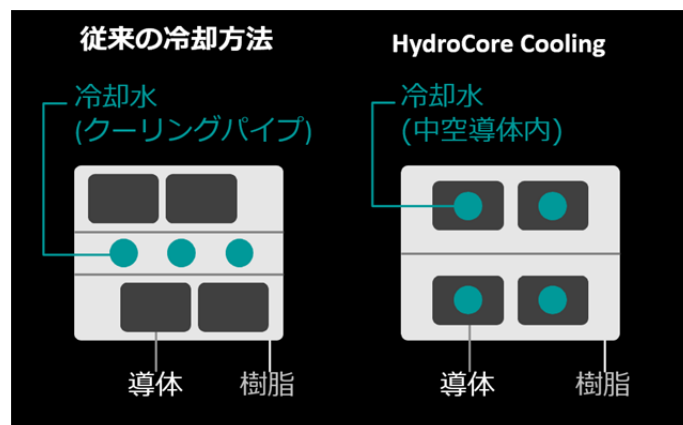 従来の冷却方法
HydroCore Cooling
冷却水
(クーリングパイプ)
冷却水
(中空導体内)
導体
樹脂
導体
樹脂